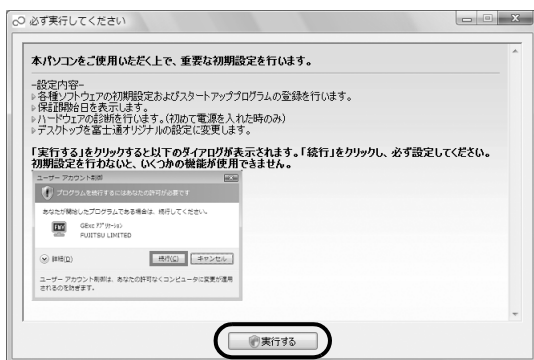 必ず実行してください
本パソコンをご使用いただく上で、重要な初期設定を行います。
-設定内容-
▹各種ソフトウェアの初期設定およびスタートアッププログラムの登録を行います。
▹保証開始日を表示します。
▹ハードウェアの診断を行います。(初めて電源を入れた時のみ)
▹デスクトップを富士通オリジナルの設定に変更します。
「実行する」をクリックすると以下のダイアログが表示されます。「続行」をクリックし、必ず設定してください。
初期設定を行わないと、いくつかの機能が使用できません。
ユーザー アカウント制御
プログラムを続行するにはあなたの許可が必要です
あなたが開始したプログラムである場合は、続行してください。
GExc アプリケーション
FUJITSU LIMITED
詳細(D)
続行(C)
キャンセル
ユーザー アカウント制御は、あなたの許可なくコンピュータに変更が適用
されるのを防ぎます。
実行する